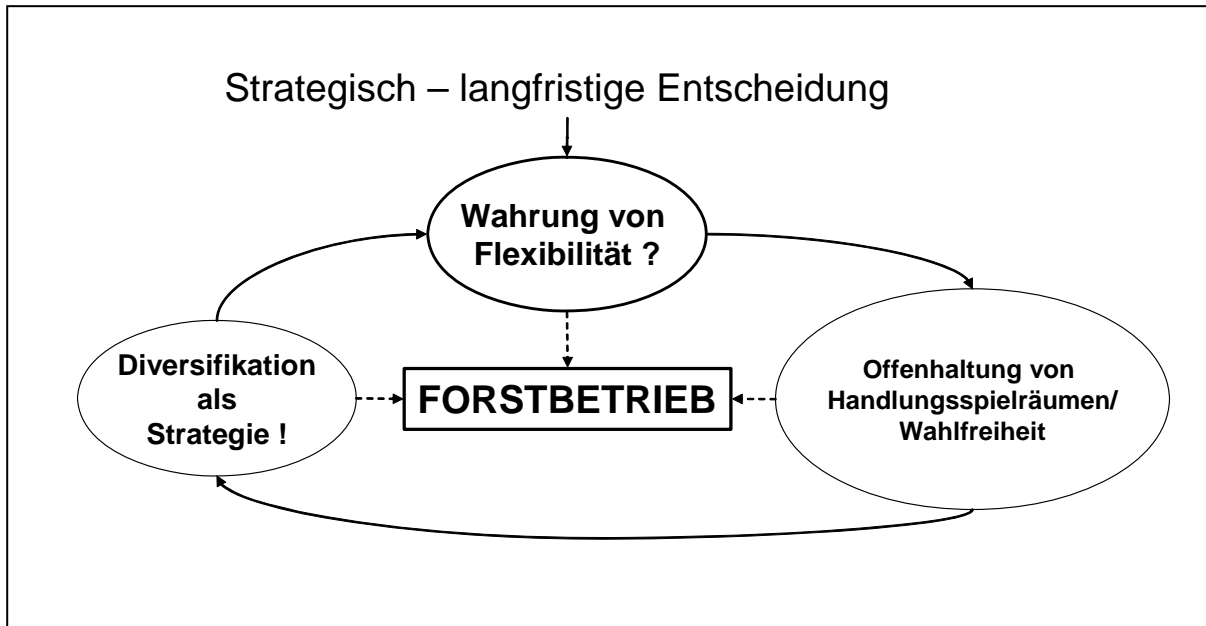 Strategisch – langfristige Entscheidung
Wahrung von
Flexibilität ?
Diversifikation
als
Strategie !
FORSTBETRIEB
Offenhaltung von
Handlungsspielräumen/
Wahlfreiheit